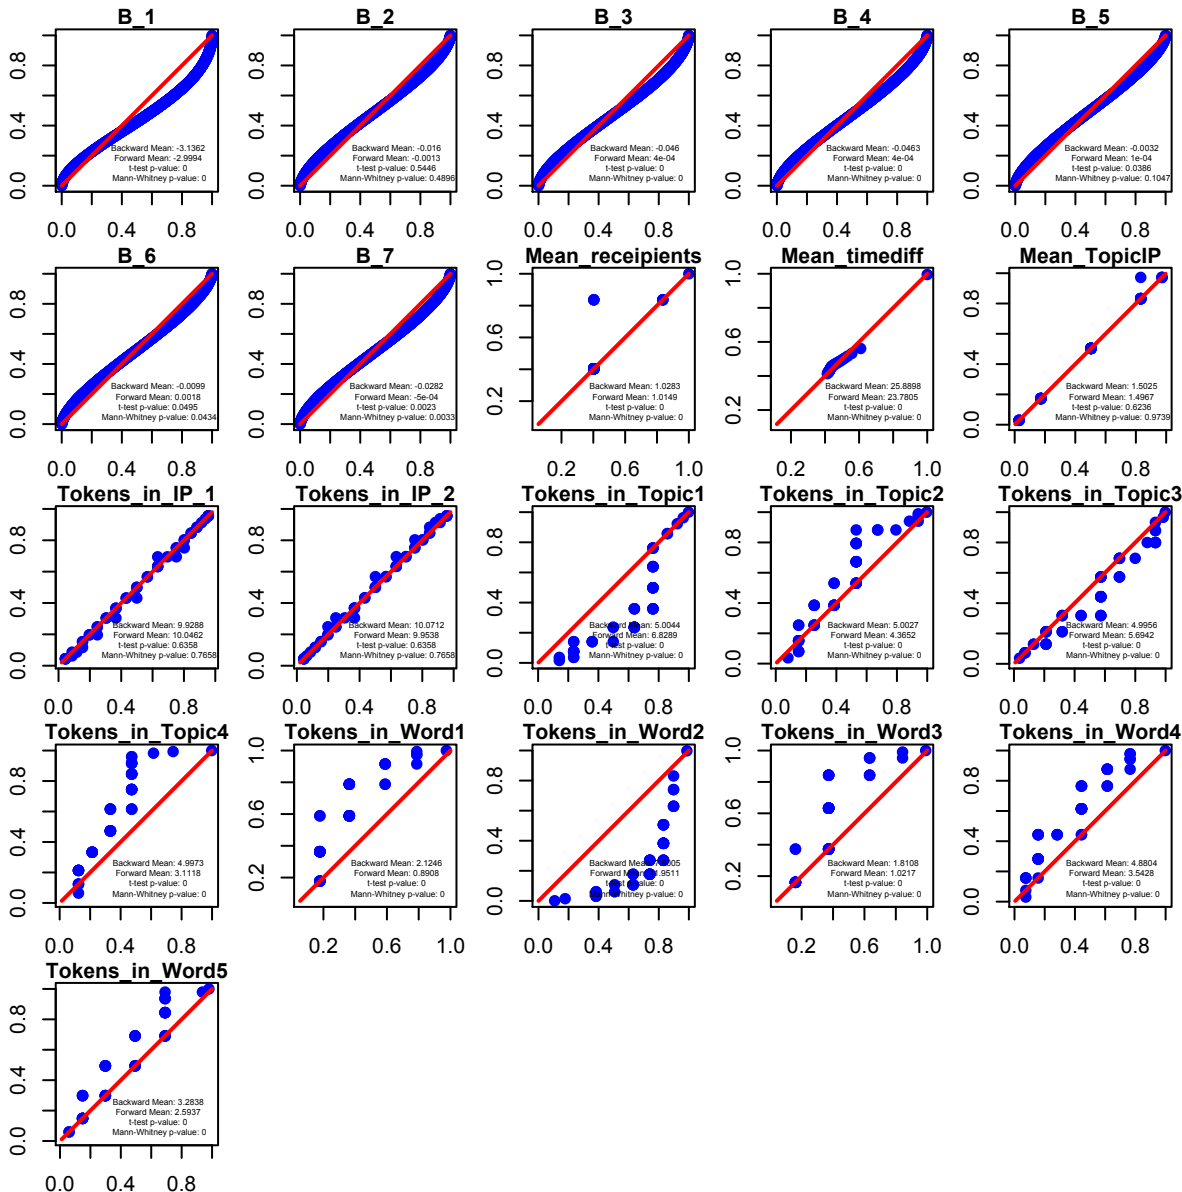 B_1 B_2 B_3 B_4 B_5
0.0 0.4 0.8
Backward Mean: -3.1362
Forward Mean: -2.9994
t-test p-value: 0
Mann-Whitney p-value: 0
0.0 0.4 0.8
0.0 0.4 0.8
Backward Mean: -0.016
Forward Mean: -0.0013
t-test p-value: 0.5446
Mann-Whitney p-value: 0.4896
0.0 0.4 0.8
0.0 0.4 0.8
Backward Mean: -0.046
Forward Mean: 4e-04
t-test p-value: 0
Mann-Whitney p-value: 0
0.0 0.4 0.8
0.0 0.4 0.8
Backward Mean: -0.0463
Forward Mean: 4e-04
t-test p-value: 0
Mann-Whitney p-value: 0
0.0 0.4 0.8
0.0 0.4 0.8
Backward Mean: -0.0032
Forward Mean: 1e-04
t-test p-value: 0.0386
Mann-Whitney p-value: 0.1047
0.0 0.4 0.8
B_6 B_7 Mean_receipients Mean_timediff Mean_TopicIP
0.0 0.4 0.8
Backward Mean: -0.0099
Forward Mean: 0.0018
t-test p-value: 0.0495
Mann-Whitney p-value: 0.0434
0.0 0.4 0.8
0.0 0.4 0.8
Backward Mean: -0.0282
Forward Mean: -5e-04
t-test p-value: 0.0023
Mann-Whitney p-value: 0.0033
0.0 0.4 0.8
0.2 0.6 1.0
Backward Mean: 1.0283
Forward Mean: 1.0149
t-test p-value: 0
Mann-Whitney p-value: 0
0.2 0.6 1.0
0.2 0.6 1.0
Backward Mean: 25.8898
Forward Mean: 23.7805
t-test p-value: 0
Mann-Whitney p-value: 0
0.2 0.6 1.0
0.0 0.4 0.8
Backward Mean: 1.5025
Forward Mean: 1.4967
t-test p-value: 0.6236
Mann-Whitney p-value: 0.9739
0.0 0.4 0.8
Tokens_in_IP_1 Tokens_in_IP_2 Tokens_in_Topic1 Tokens_in_Topic2 Tokens_in_Topic3
0.0 0.4 0.8
Backward Mean: 9.9288
Forward Mean: 10.0462
t-test p-value: 0.6358
Mann-Whitney p-value: 0.7658
0.0 0.4 0.8
0.0 0.4 0.8
Backward Mean: 10.0712
Forward Mean: 9.9538
t-test p-value: 0.6358
Mann-Whitney p-value: 0.7658
0.0 0.4 0.8
0.0 0.4 0.8
Backward Mean: 5.0044
Forward Mean: 6.8289
t-test p-value: 0
Mann-Whitney p-value: 0
0.0 0.4 0.8
0.0 0.4 0.8
Backward Mean: 5.0027
Forward Mean: 4.3652
t-test p-value: 0
Mann-Whitney p-value: 0
0.0 0.4 0.8
0.0 0.4 0.8
Backward Mean: 4.9956
Forward Mean: 5.6942
t-test p-value: 0
Mann-Whitney p-value: 0
0.0 0.4 0.8
Tokens_in_Topic4 Tokens_in_Word1 Tokens_in_Word2 Tokens_in_Word3 Tokens_in_Word4
0.0 0.4 0.8
Backward Mean: 4.9973
Forward Mean: 3.1118
t-test p-value: 0
Mann-Whitney p-value: 0
0.0 0.4 0.8
0.2 0.6 1.0
Backward Mean: 2.1246
Forward Mean: 0.8908
t-test p-value: 0
Mann-Whitney p-value: 0
0.2 0.6 1.0
0.0 0.4 0.8
Backward Mean:
Forward Mean:
t-test p-value: 0
Mann-Whitney p-value: 0
0.0 0.4 0.8
0.2 0.6 1.0
Backward Mean: 1.8108
Forward Mean: 1.0217
t-test p-value: 0
Mann-Whitney p-value: 0
0.2 0.6 1.0
0.0 0.4 0.8
Backward Mean: 4.8804
Forward Mean: 3.5428
t-test p-value: 0
Mann-Whitney p-value: 0
0.0 0.4 0.8
Tokens_in_Word5
0.0 0.4 0.8
Backward Mean: 3.2838
Forward Mean: 2.5937
t-test p-value: 0
Mann-Whitney p-value: 0
0.0 0.4 0.8